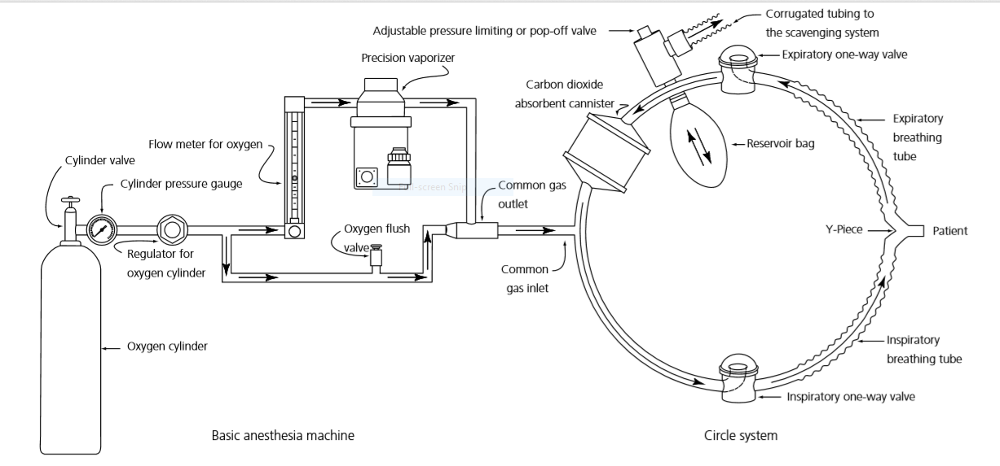 Corrugated tubing to
the scavenging system
Adjustable pressure limiting or pop-off valve
Expiratory one-way valve
Precision vaporizer
Carbon dioxide
absorbent cannister
Expiratory
breathing
tube
Flow meter for oxygen
Reservoir bag
Cylinder valve
Cylinder pressure gauge
-screen Snip
Common gas
outlet
Oxygen flush
valve
Y-Piece
Patient
Regulator for
oxygen cylinder
Common
gas inlet
Oxygen cylinder
Inspiratory
breathing tube
Inspiratory one-way valve
Basic anesthesia machine
Circle system